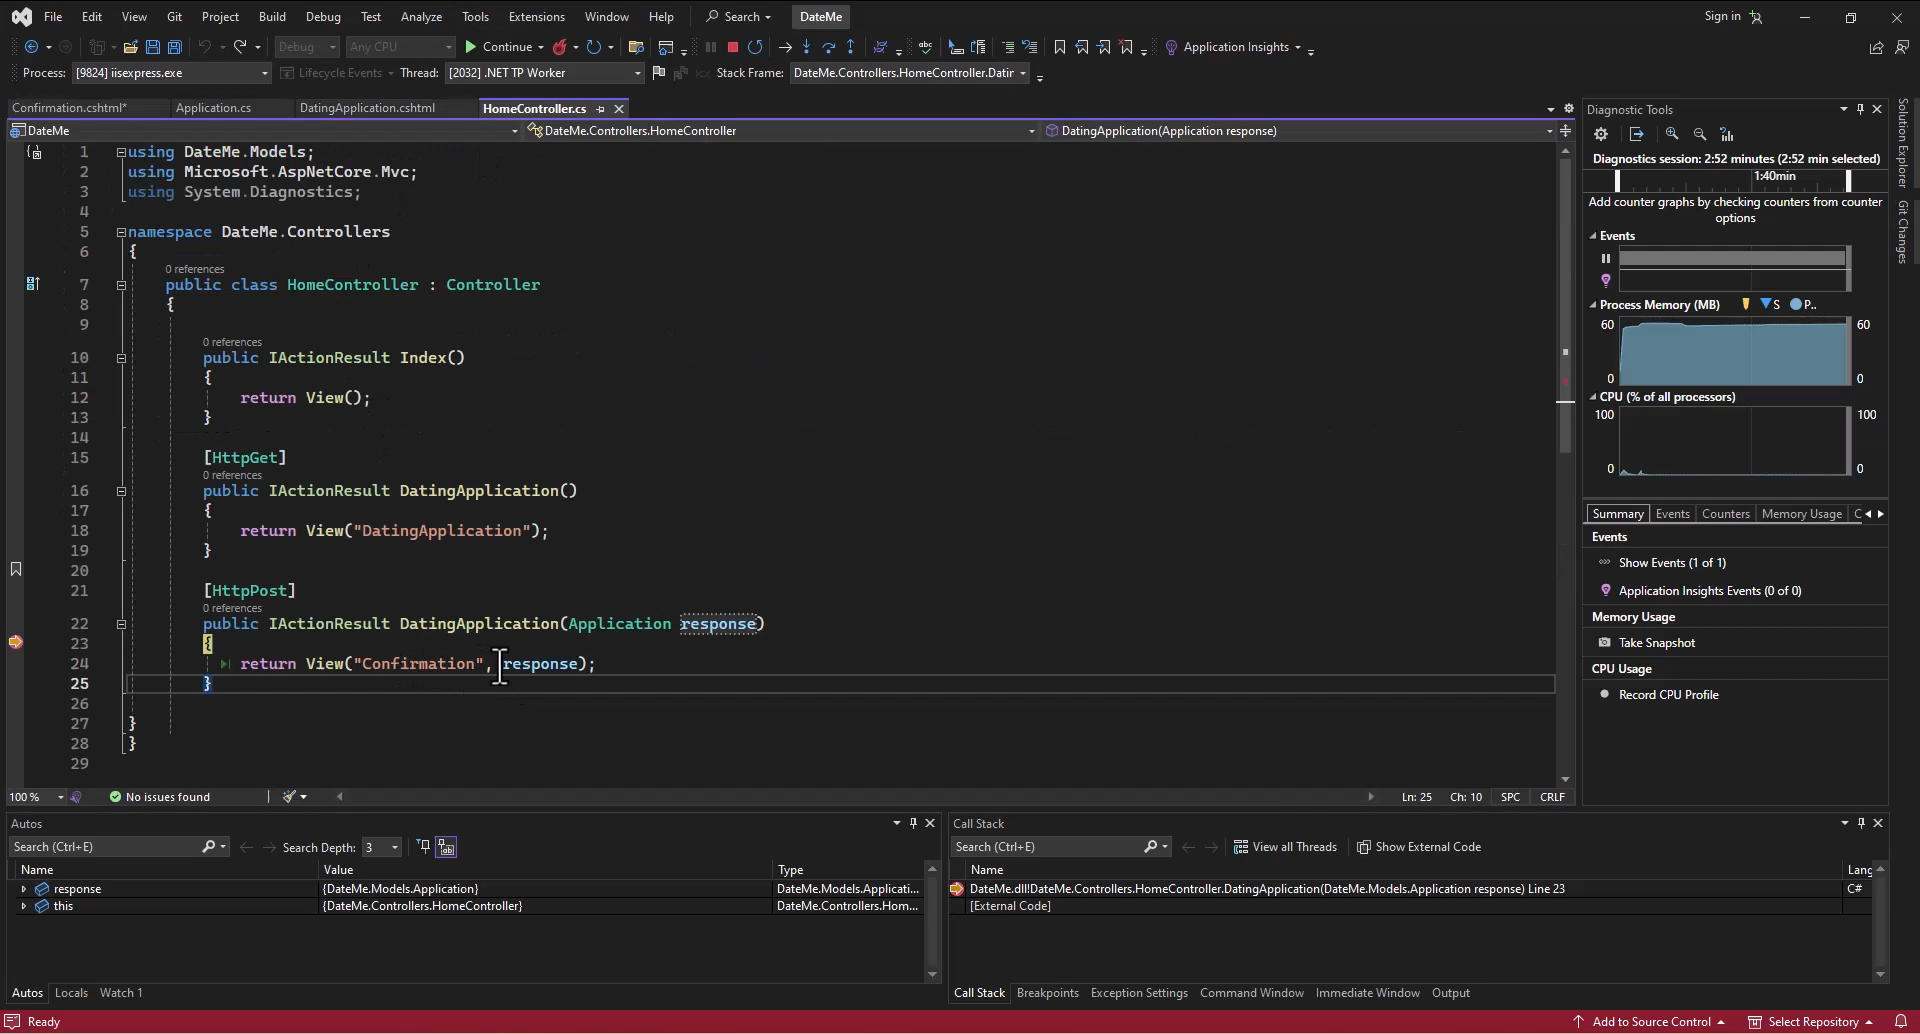 File Edit View Git Project Build Debug Test Analyze Tools Extensions Window Help Search DateMe Sign in
Debug Any CPU Continue Application Insights
Process: [9824] iisexpress.exe Lifecycle Events Thread: [2032] .NET TP Worker Stack Frame: DateMe.Controllers.HomeController.Datir
Confirmation.cshtml* Application.cs DatingApplication.cshtml HomeController.cs
DateMe DateMe.Controllers.HomeController DatingApplication(Application response)
1 using DateMe.Models;
2 using Microsoft.AspNetCore.Mvc;
3 using System.Diagnostics;
4
5 namespace DateMe.Controllers
6 {
0 references
7 public class HomeController : Controller
8 {
9
0 references
10 public IActionResult Index()
11 {
12 return View();
13 }
14
15 [HttpGet]
0 references
16 public IActionResult DatingApplication()
17 {
18 return View("DatingApplication");
19 }
20
21 [HttpPost]
0 references
22 public IActionResult DatingApplication(Application response)
23 {
24 return View("Confirmation", response);
25 }
26
27 }
28 }
29
100 % No issues found Ln: 25 Ch: 10 SPC CRLF
Diagnostic Tools
Diagnostics session: 2:52 minutes (2:52 min selected)
1:40min
Add counter graphs by checking counters from counter
options
Events
Process Memory (MB) S P..
60 60
0 0
CPU (% of all processors)
100 100
0 0
Summary Events Counters Memory Usage C
Events
Show Events (1 of 1)
Application Insights Events (0 of 0)
Memory Usage
Take Snapshot
CPU Usage
Record CPU Profile
Solution Explorer
Git Changes
Autos
Search (Ctrl+E) Search Depth: 3
Name Value Type
response {DateMe.Models.Application} DateMe.Models.Applicati...
this {DateMe.Controllers.HomeController} DateMe.Controllers.Hom...
Autos Locals Watch 1
Call Stack
Search (Ctrl+E) View all Threads Show External Code
Name Lang
DateMe.dll!DateMe.Controllers.HomeController.DatingApplication(DateMe.Models.Application response) Line 23 C#
[External Code]
Call Stack Breakpoints Exception Settings Command Window Immediate Window Output
Ready Add to Source Control Select Repository